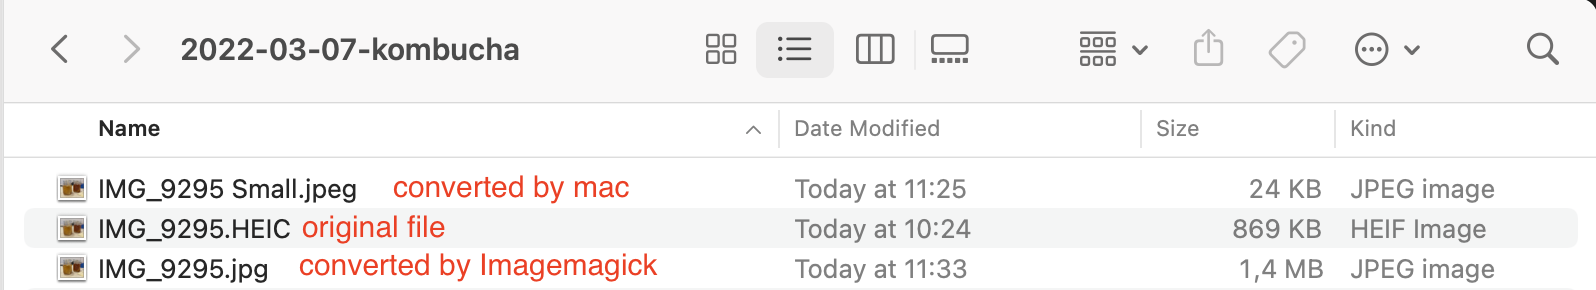 2022-03-07-kombucha
Name Date Modified Size Kind
IMG_9295 Small.jpeg converted by mac Today at 11:25 24 KB JPEG image
IMG_9295.HEIC original file Today at 10:24 869 KB HEIF Image
IMG_9295.jpg converted by Imagemagick Today at 11:33 1,4 MB JPEG image